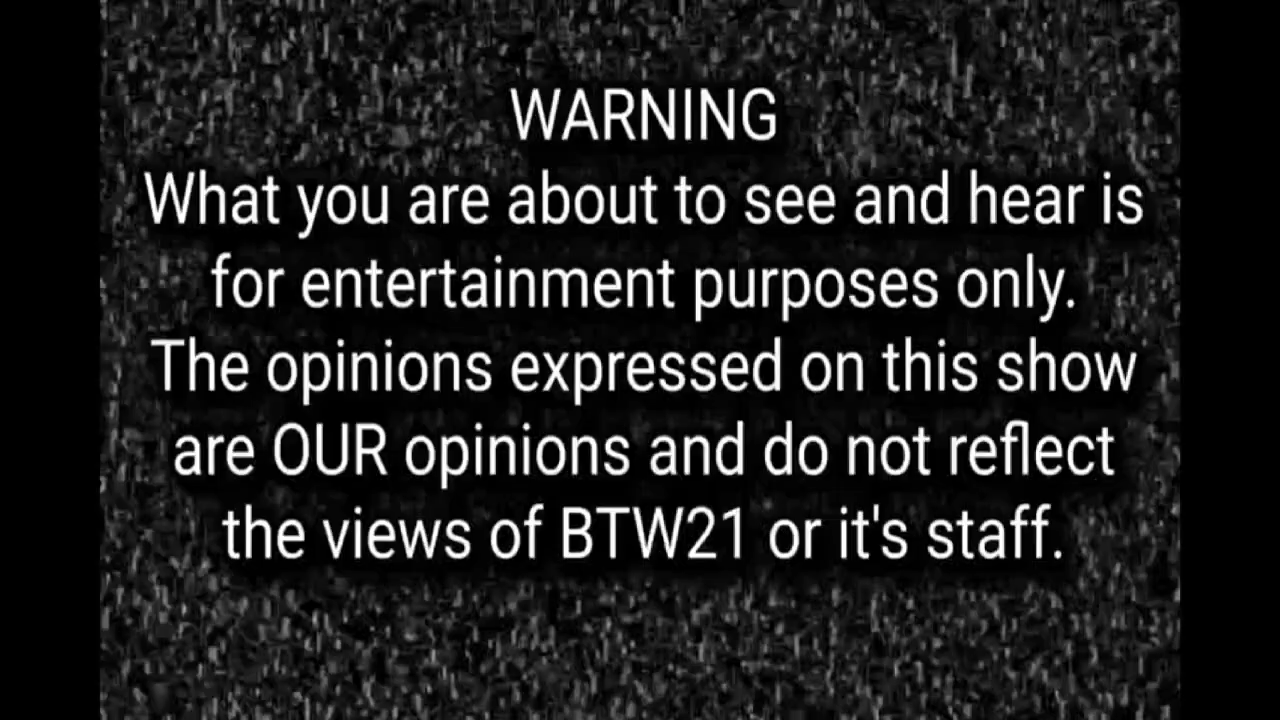 WARNING
What you are about to see and hear is
for entertainment purposes only.
The opinions expressed on this show
are OUR opinions and do not reflect
the views of BTW21 or it's staff.